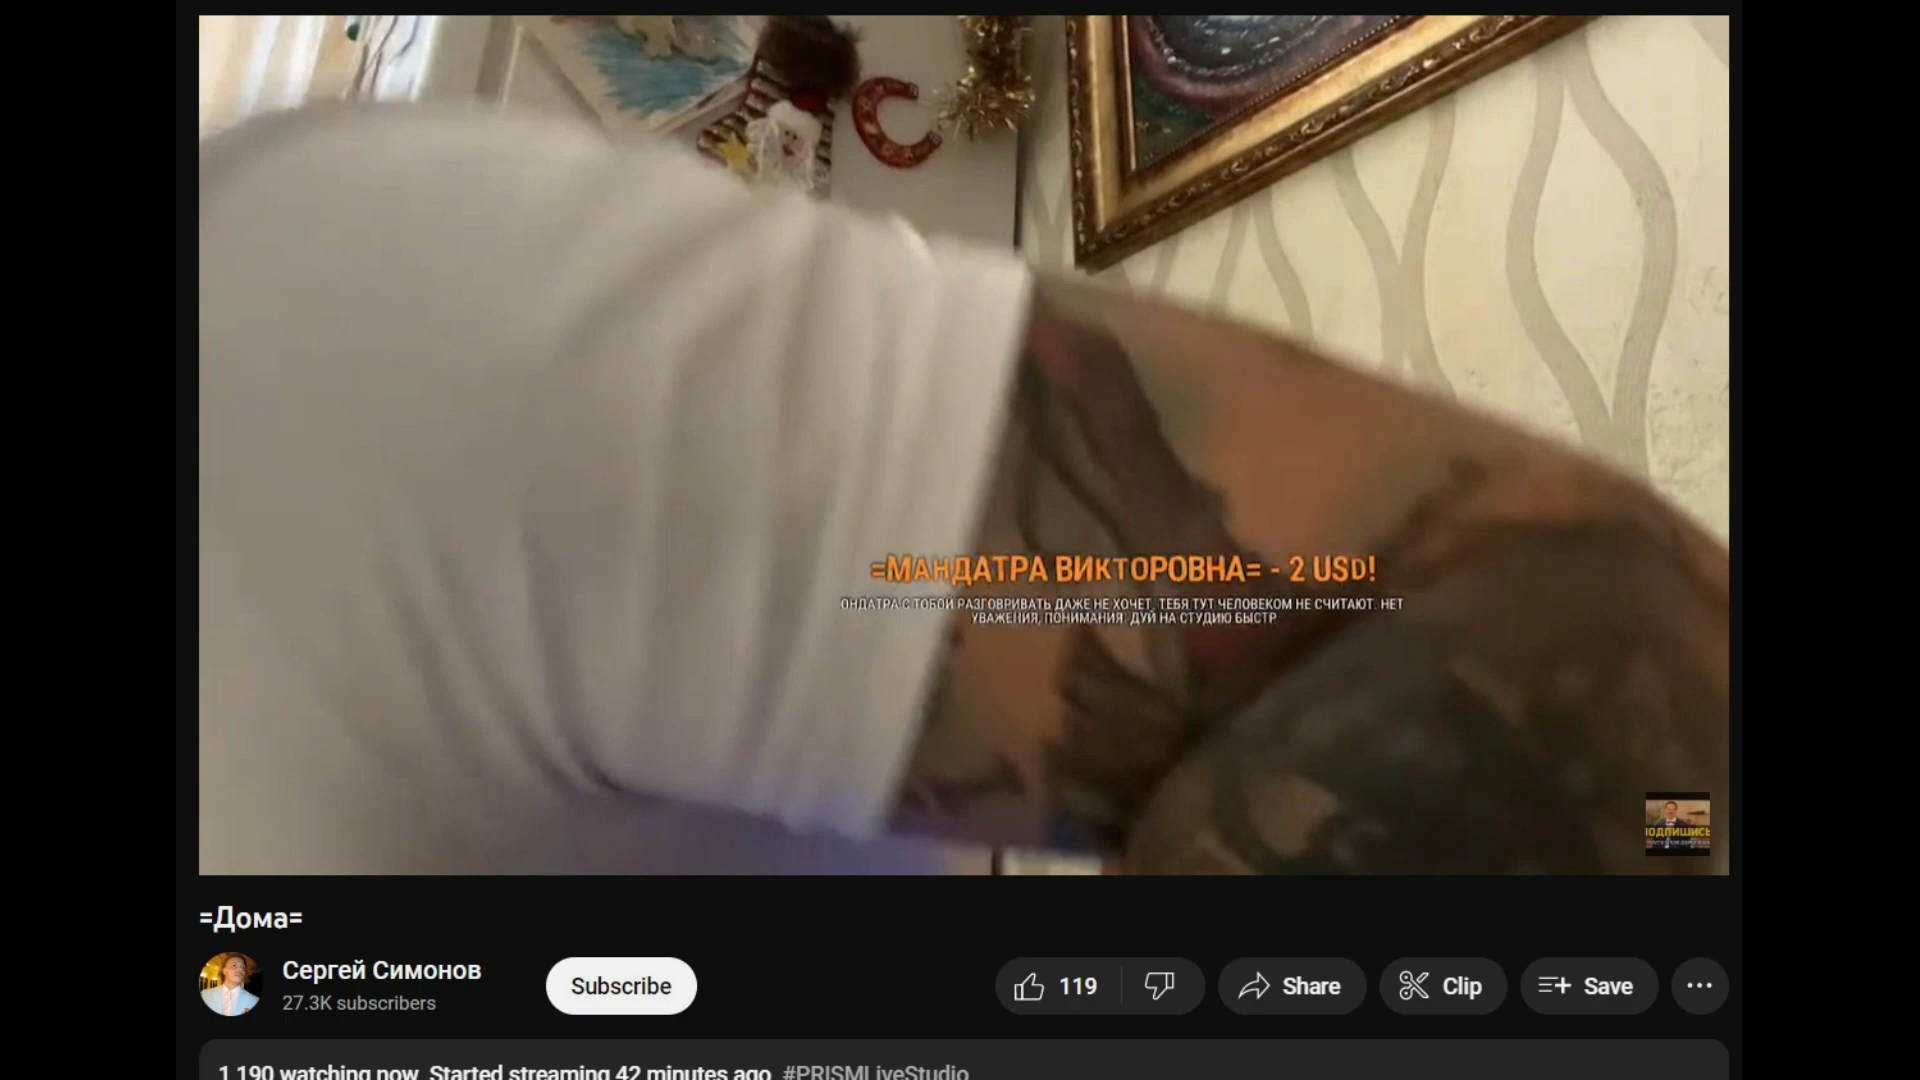 =МАНДАТРА ВИКТОРОВНА= - 2 USD!
ОНДАТРА С ТОБОЙ РАЗГОВРИВАТЬ ДАЖЕ НЕ ХОЧЕТ, ТЕБЯ ТУТ ЧЕЛОВЕКОМ НЕ СЧИТАЮТ. НЕТ
УВАЖЕНИЯ, ПОНИМАНИЯ. ДУЙ НА СТУДИЮ БЫСТР
ПОДПИШИСЬ
=Дома=
Сергей Симонов
27.3K subscribers
Subscribe
119
Share
Clip
Save
1,190 watching now Started streaming 42 minutes ago #PRISMLiveStudio